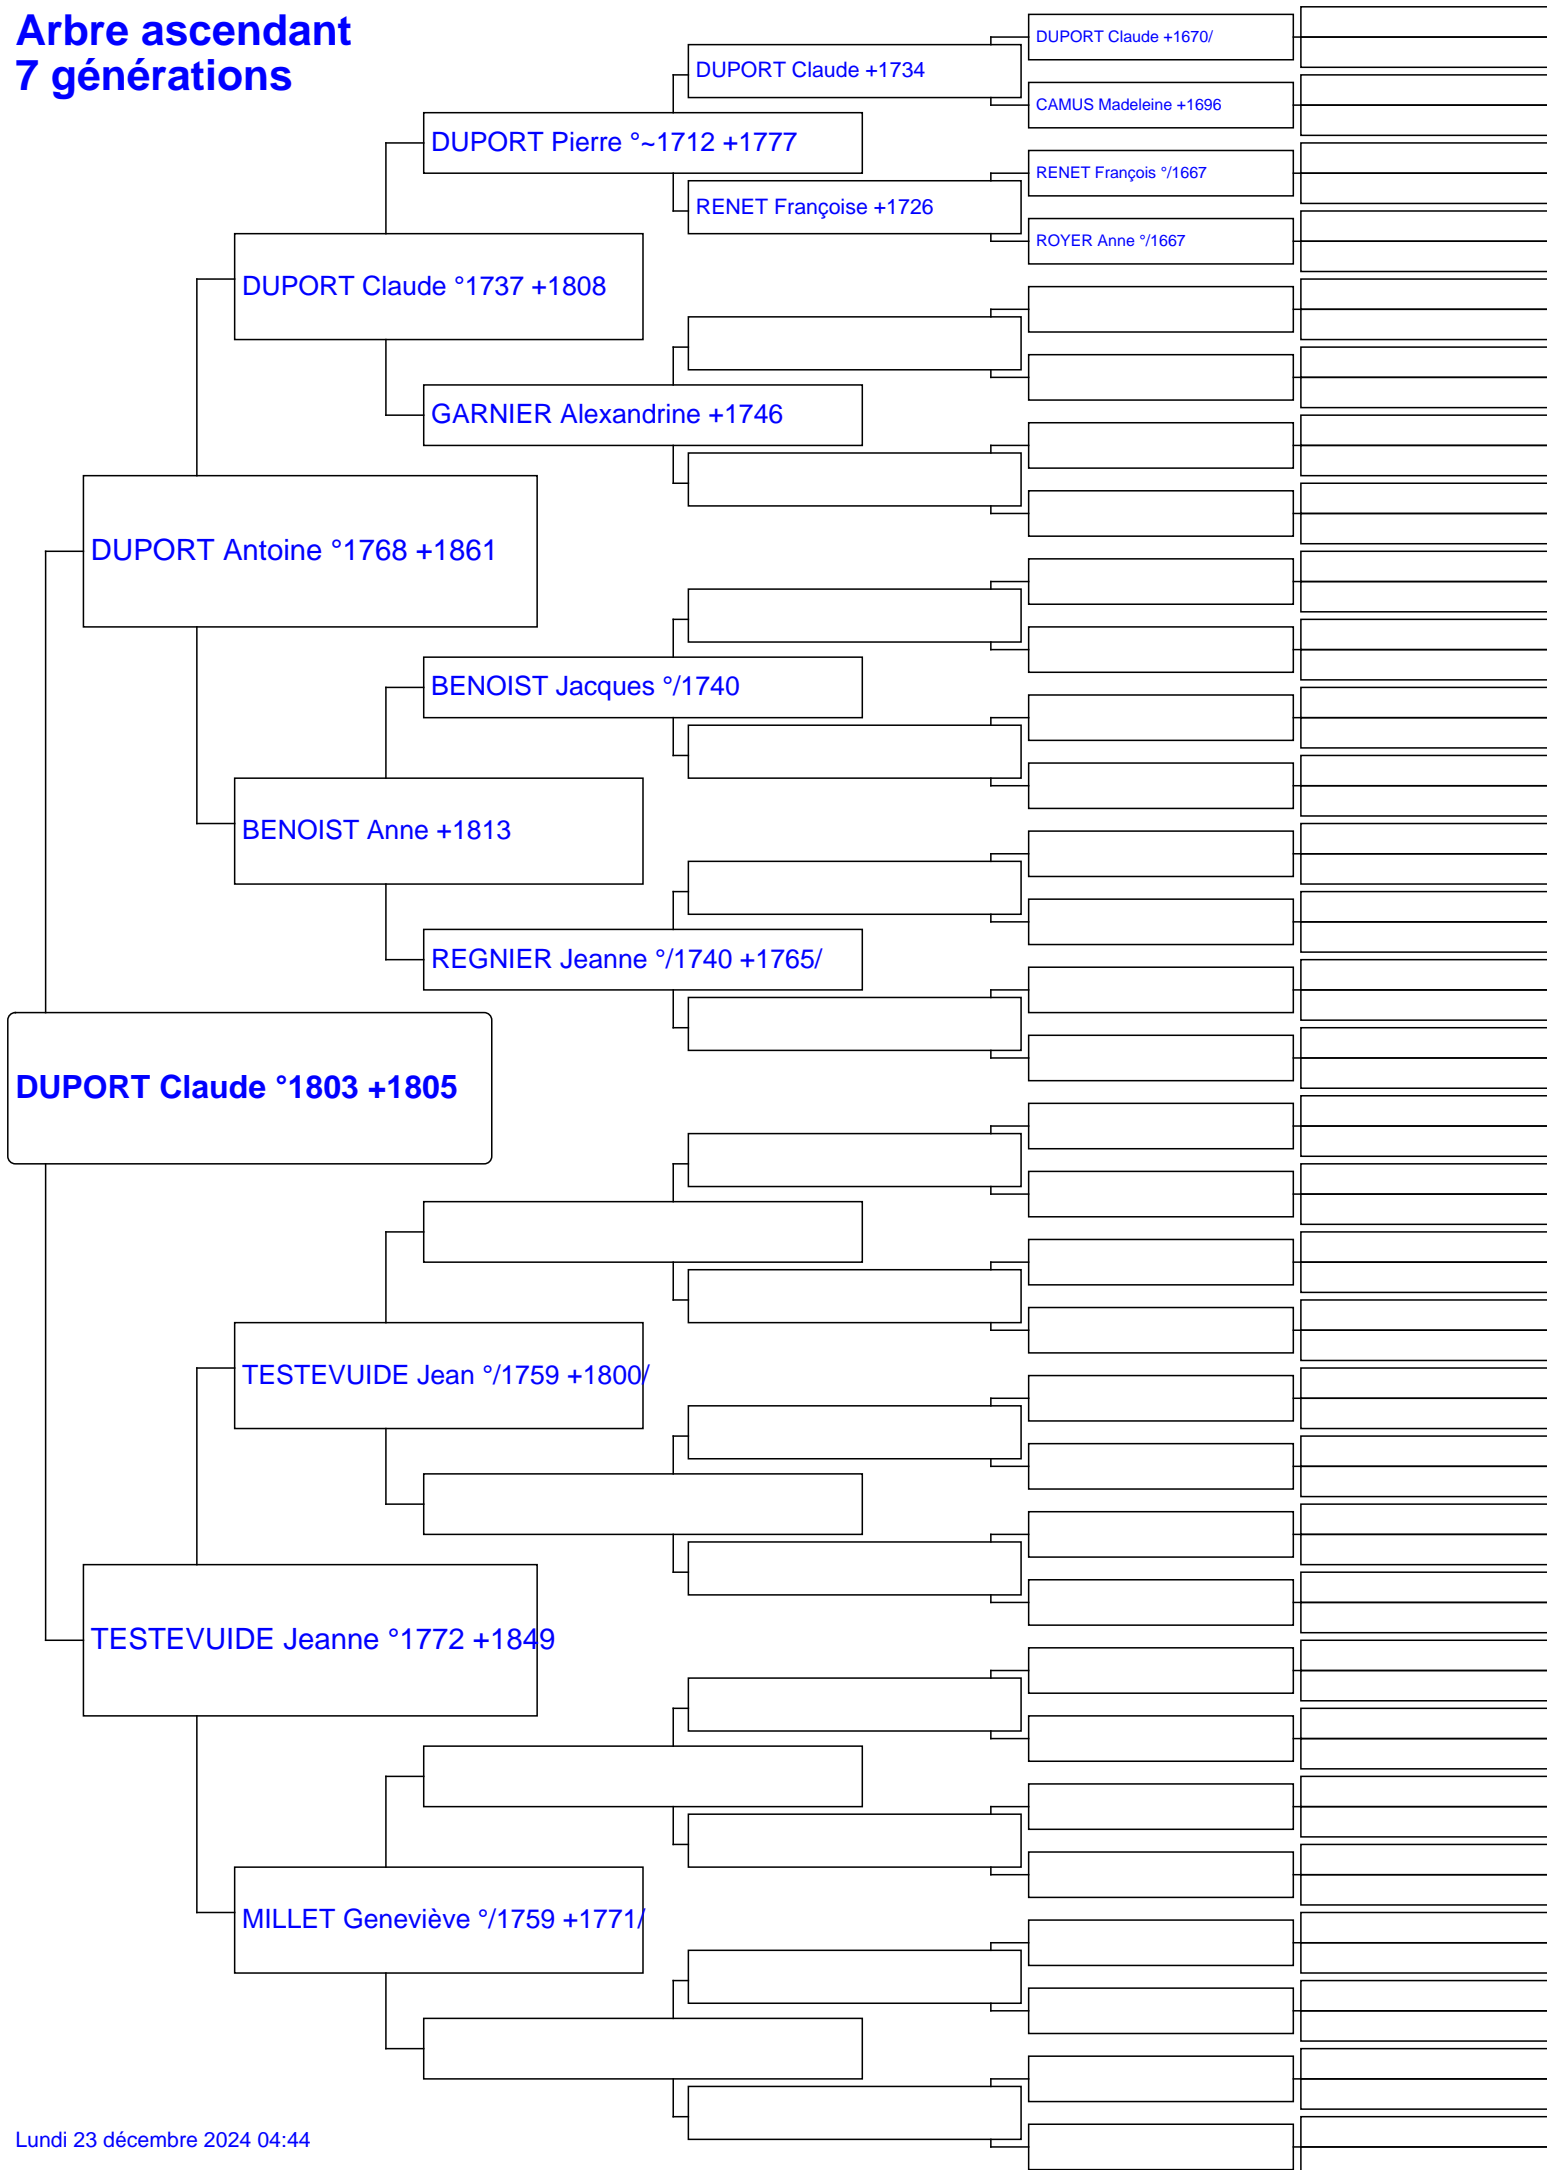 Arbre ascendant
7 générations
DUPORT Claude +1670/
DUPORT Claude +1734
CAMUS Madeleine +1696
DUPORT Pierre °~1712 +1777
RENET François °/1667
RENET Françoise +1726
ROYER Anne °/1667
DUPORT Claude °1737 +1808
GARNIER Alexandrine +1746
DUPORT Antoine °1768 +1861
BENOIST Jacques °/1740
BENOIST Anne +1813
REGNIER Jeanne °/1740 +1765/
DUPORT Claude °1803 +1805
TESTEVUIDE Jean °/1759 +1800/
TESTEVUIDE Jeanne °1772 +1849
MILLET Geneviève °/1759 +1771/
Lundi 23 décembre 2024 04:44